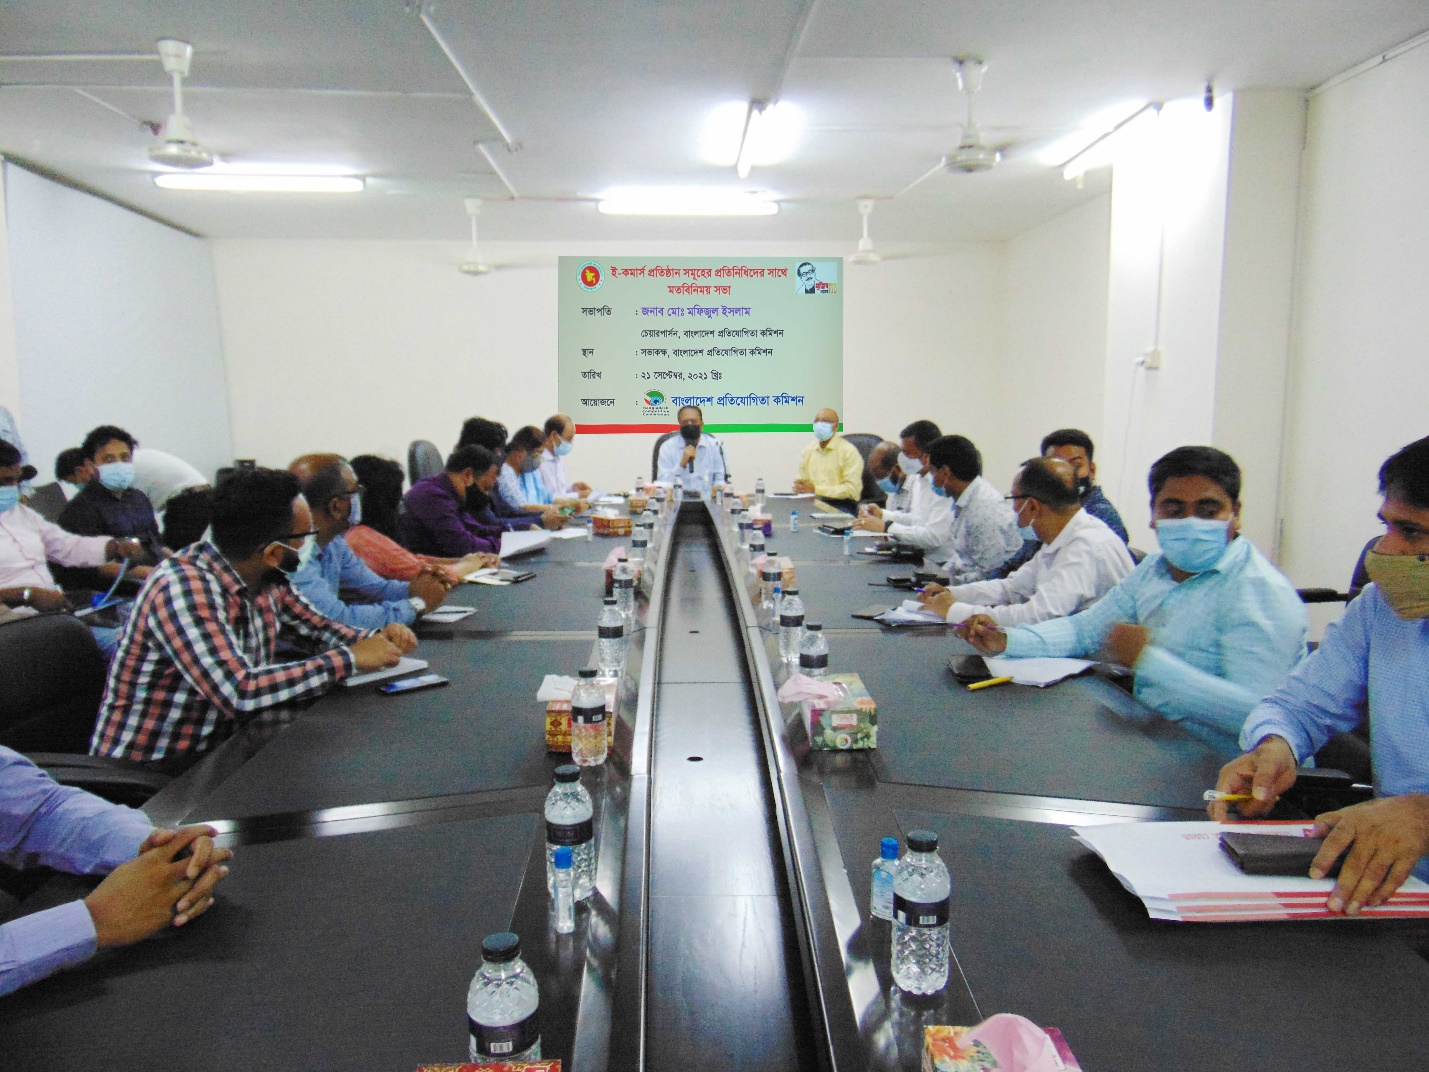 ই-কমার্স প্রতিষ্ঠান সমূহের প্রতিনিধিদের সাথে
মতবিনিময় সভা
সভাপতি : জনাব মোঃ মফিজুল ইসলাম
চেয়ারপার্সন, বাংলাদেশ প্রতিযোগিতা কমিশন
স্থান : সভাকক্ষ, বাংলাদেশ প্রতিযোগিতা কমিশন
তারিখ : ২১ সেপ্টেম্বর, ২০২১ খ্রিঃ
আয়োজনে : বাংলাদেশ প্রতিযোগিতা কমিশন